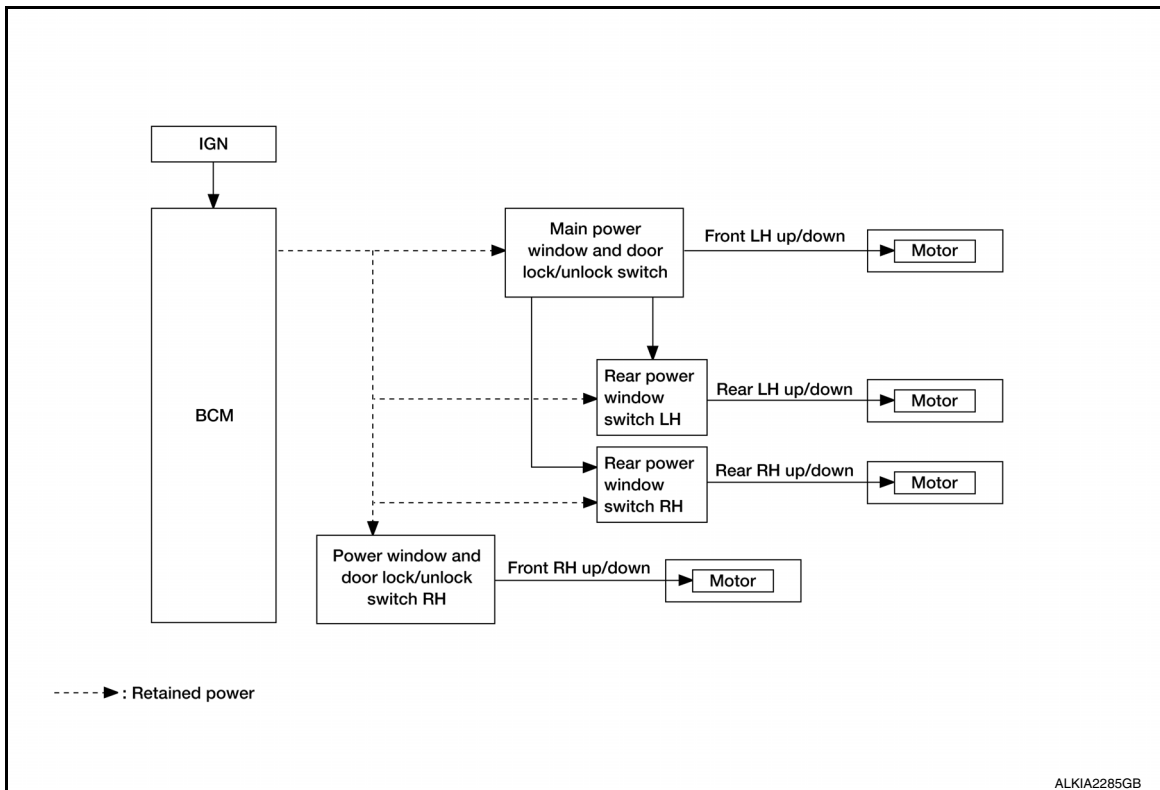 IGN
BCM
Main power
window and door
lock/unlock switch
Front LH up/down
Motor
Rear power
window
switch LH
Rear LH up/down
Motor
Rear power
window
switch RH
Rear RH up/down
Motor
Power window and
door lock/unlock
switch RH
Front RH up/down
Motor
: Retained power
ALKIA2285GB